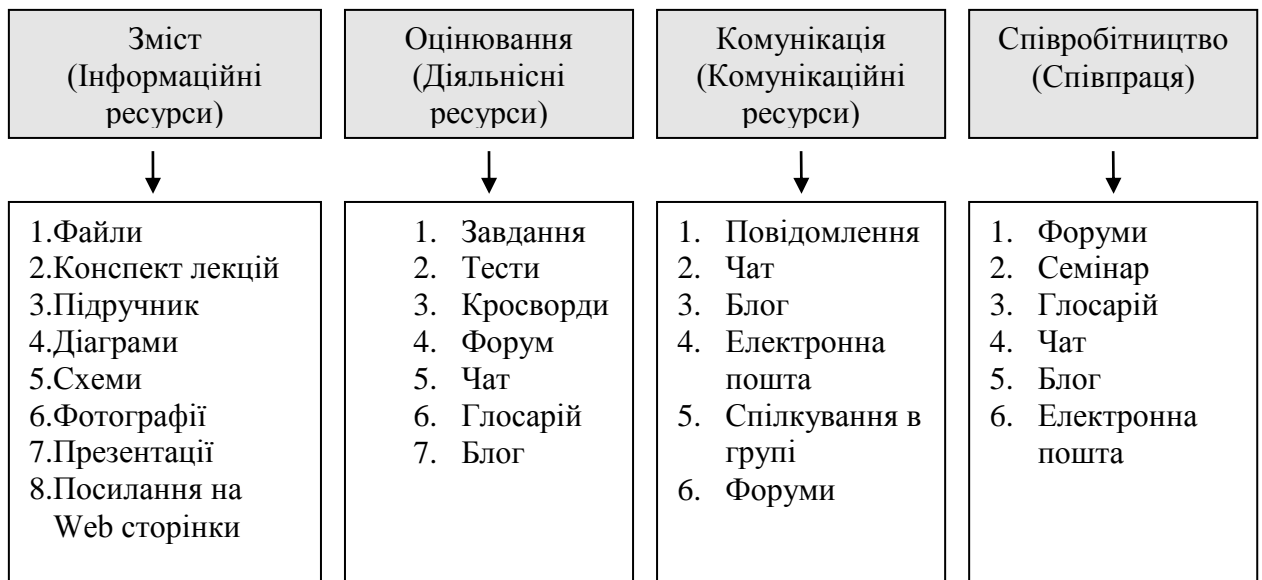 Зміст
(Інформаційні
ресурси)
Оцінювання
(Діяльнісні
ресурси)
Комунікація
(Комунікаційні
ресурси)
Співробітництво
(Співпраця)
1.Файли
2.Конспект лекцій
3.Підручник
4.Діаграми
5.Схеми
6.Фотографії
7.Презентації
8.Посилання на
Web сторінки
1. Завдання
2. Тести
3. Кросворди
4. Форум
5. Чат
6. Глосарій
7. Блог
1. Повідомлення
2. Чат
3. Блог
4. Електронна
пошта
5. Спілкування в
групі
6. Форуми
1. Форуми
2. Семінар
3. Глосарій
4. Чат
5. Блог
6. Електронна
пошта